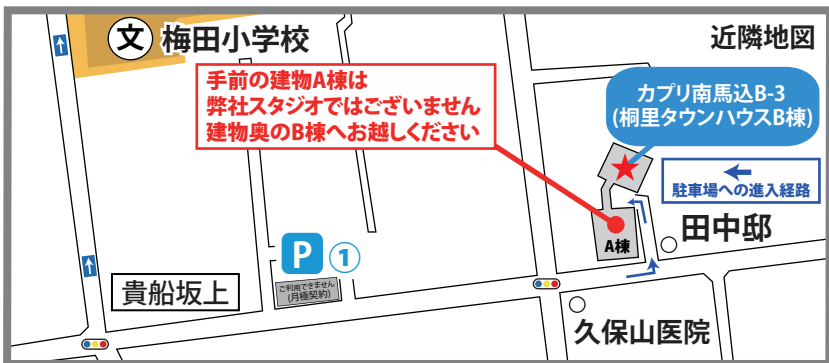 文 梅田小学校
近隣地図
手前の建物A棟は
弊社スタジオではございません
建物奥のB棟へお越しください
カプリ南馬込B-3
(桐里タウンハウスB棟)
駐車場への進入経路
田中邸
A棟
P ①
ご利用できません
(月極契約)
貴船坂上
久保山医院